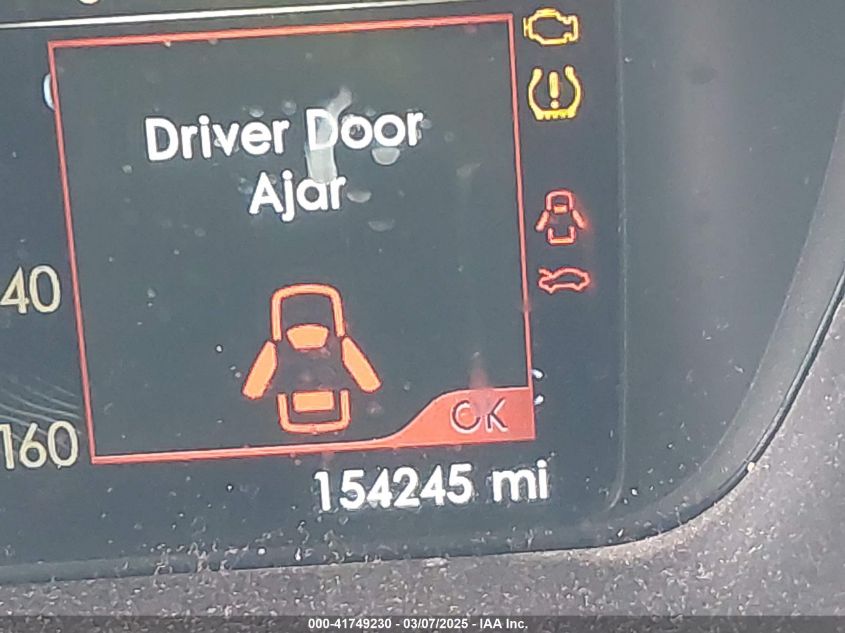 Driver Door
Ajar
40
160
OK
154245 mi
000-41749230 - 03/07/2025 - IAA Inc.